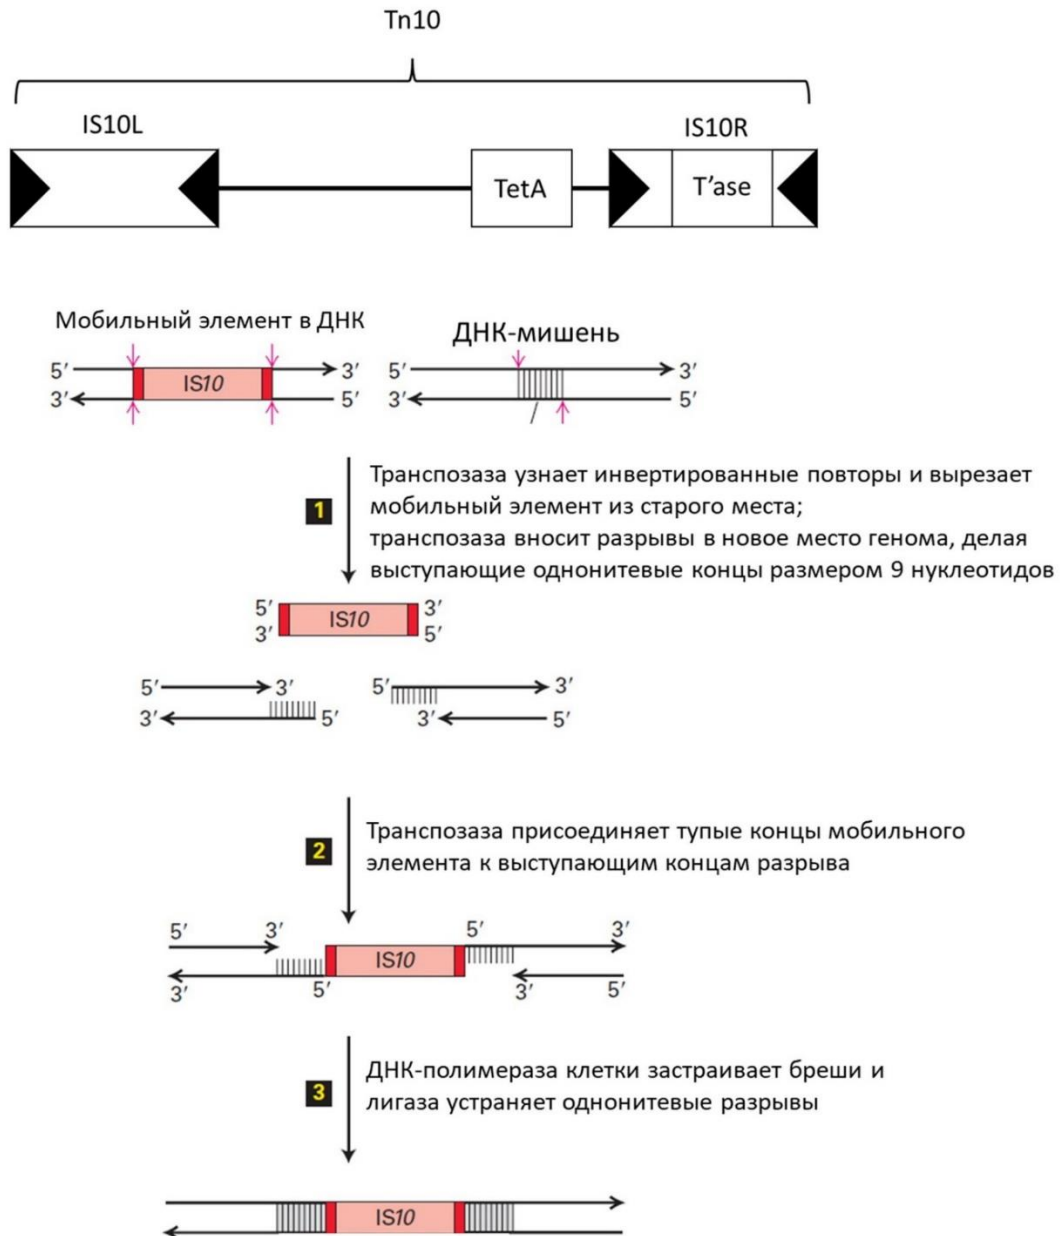 Tn10
IS10L
IS10R
TetA
T'ase
Мобильный элемент в ДНК
ДНК-мишень
5′ 3′ 5′ 3′
IS10
3′ 5′ 3′ 5′
1
Транспозаза узнает инвертированные повторы и вырезает
мобильный элемент из старого места;
транспозаза вносит разрывы в новое место генома, делая
выступающие однонитевые концы размером 9 нуклеотидов
5′ 3′
IS10
3′ 5′
5′ 3′ 5′ 3′
3′ 5′ 3′ 5′
2
Транспозаза присоединяет тупые концы мобильного
элемента к выступающим концам разрыва
5′ 3′ 5′ 3′
IS10
3′ 5′ 3′ 5′
3
ДНК-полимераза клетки застраивает бреши и
лигаза устраняет однонитевые разрывы
IS10